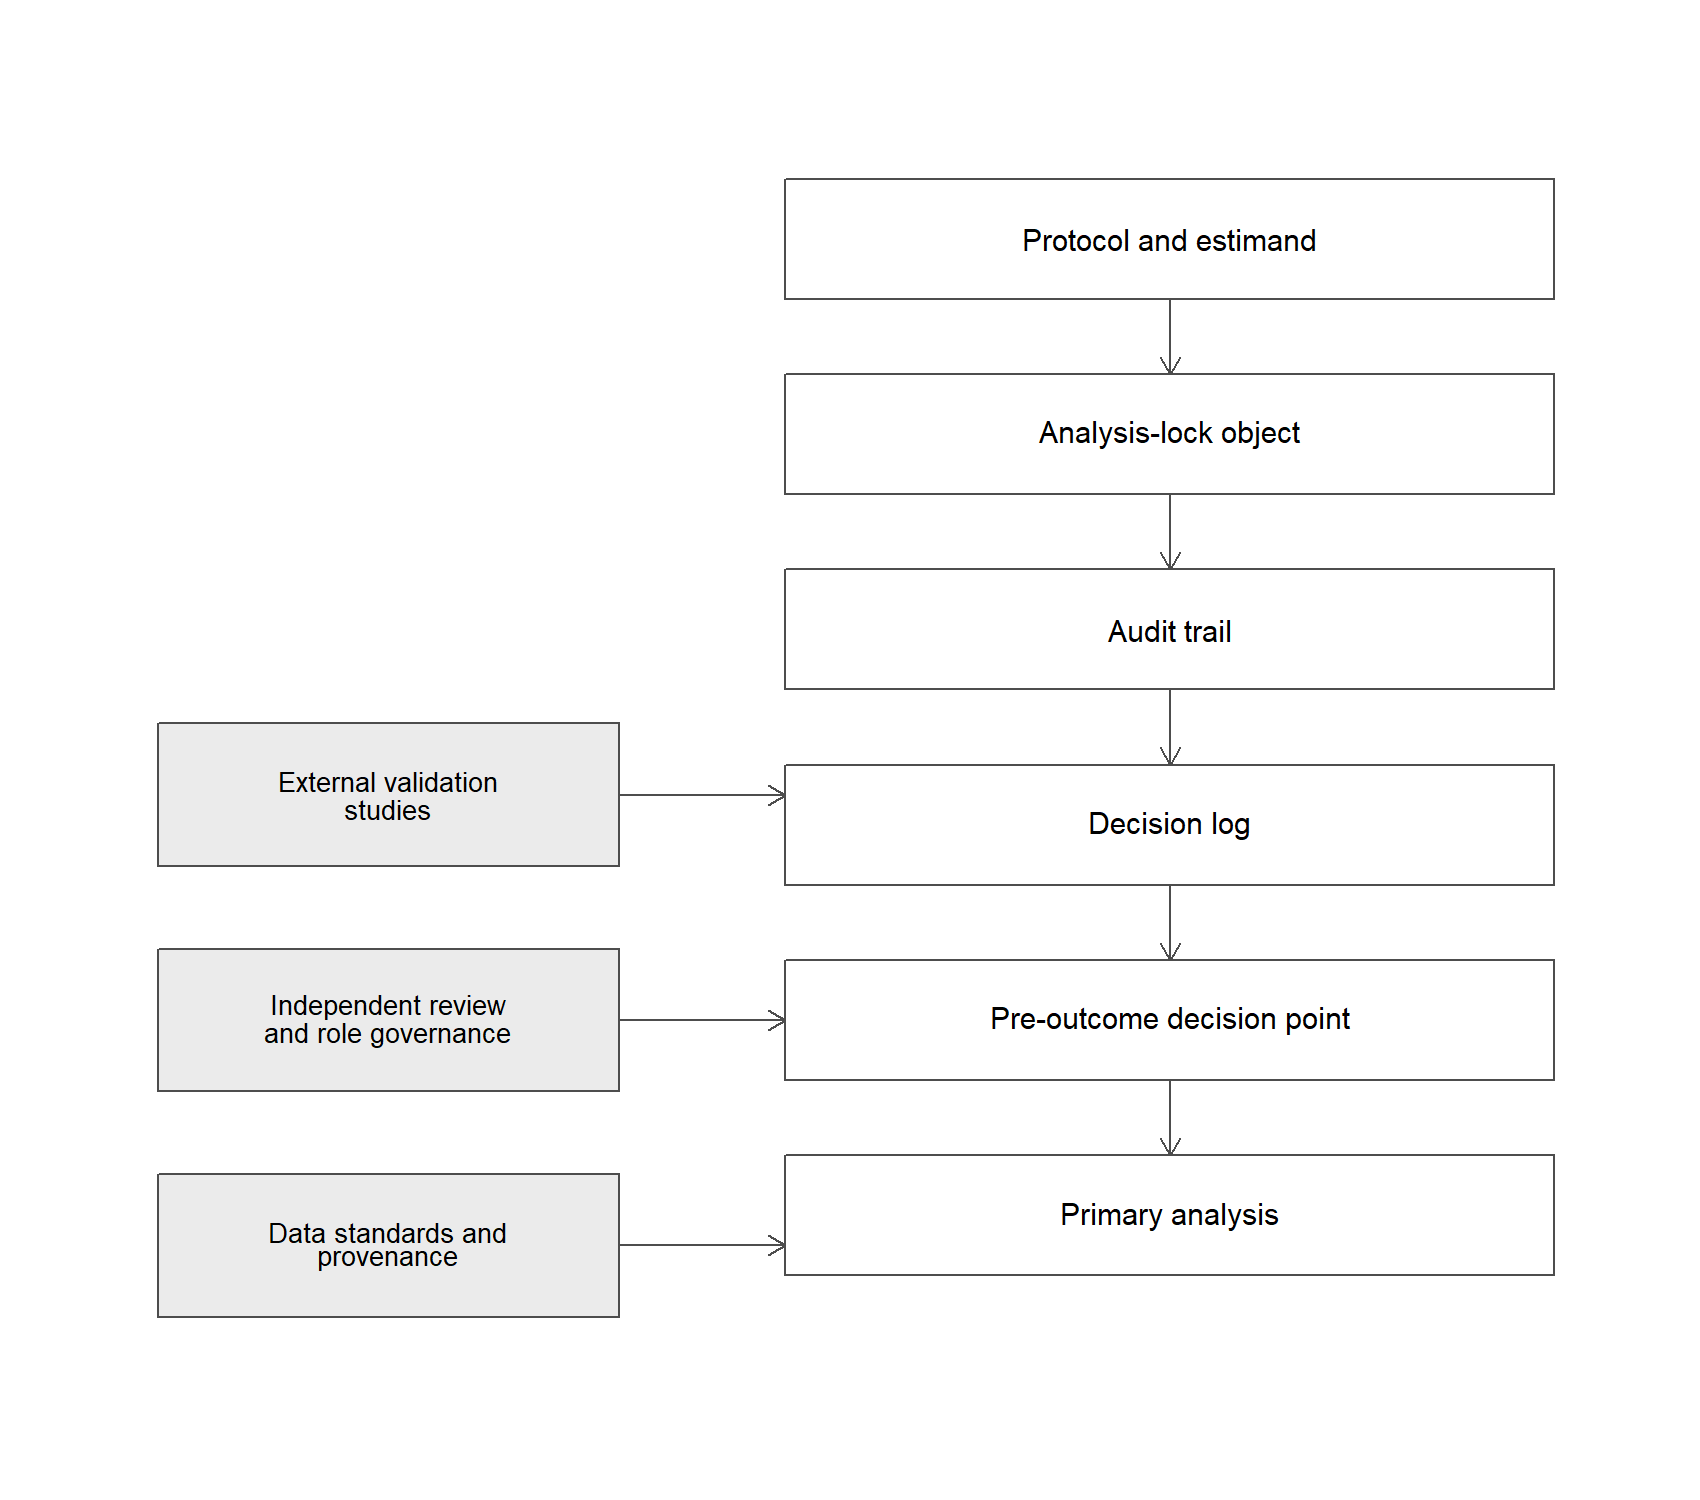 Protocol and estimand
Analysis-lock object
Audit trail
External validation
studies
Decision log
Independent review
and role governance
Pre-outcome decision point
Data standards and
provenance
Primary analysis